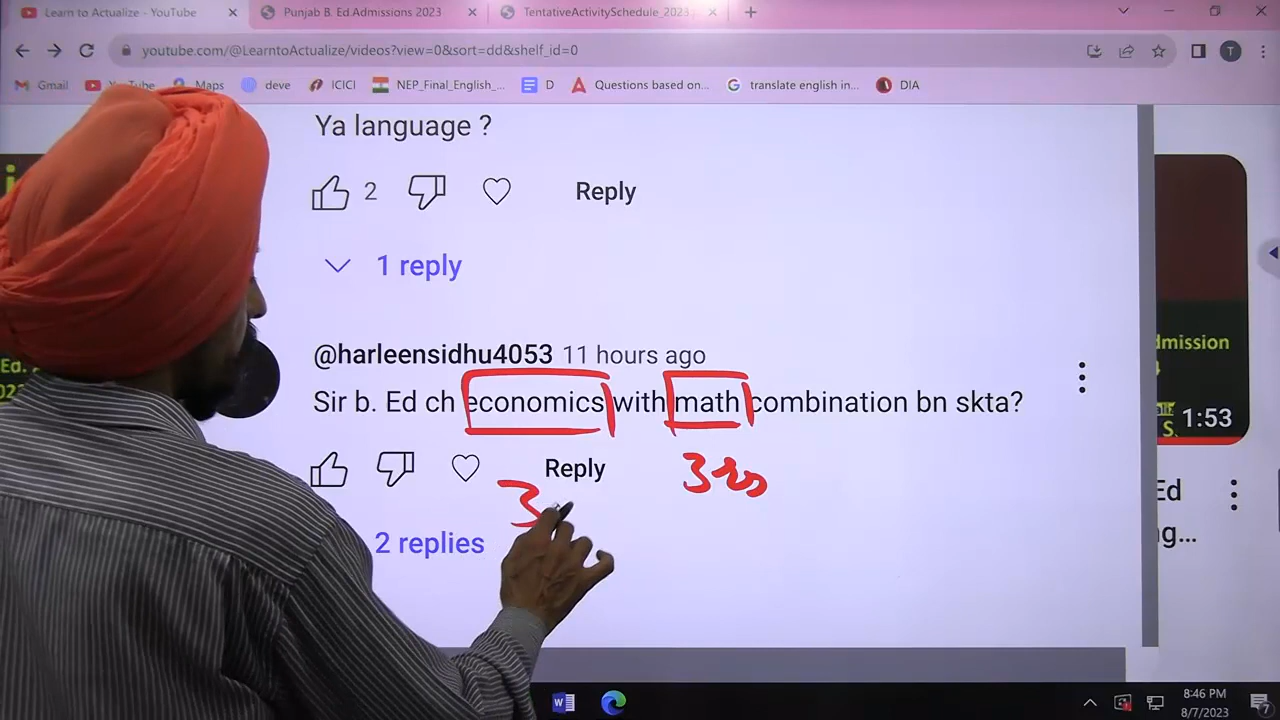 Learn to Actualize - YouTube
Punjab B. Ed.Admissions 2023
TentativeActivitySchedule_2023
youtube.com/@LearntoActualize/videos?view=0&sort=dd&shelf_id=0
T
Gmail
YouTube
Maps
deve
ICICI
NEP_Final_English_...
D
Questions based on...
translate english in...
DIA
Ya language ?
2
Reply
1 reply
@harleensidhu4053 11 hours ago
Sir b. Ed ch economics with math combination bn skta?
Reply
3
2 replies
dmission
1:53
S.
Ed
g...
8:46 PM
8/7/2023
7